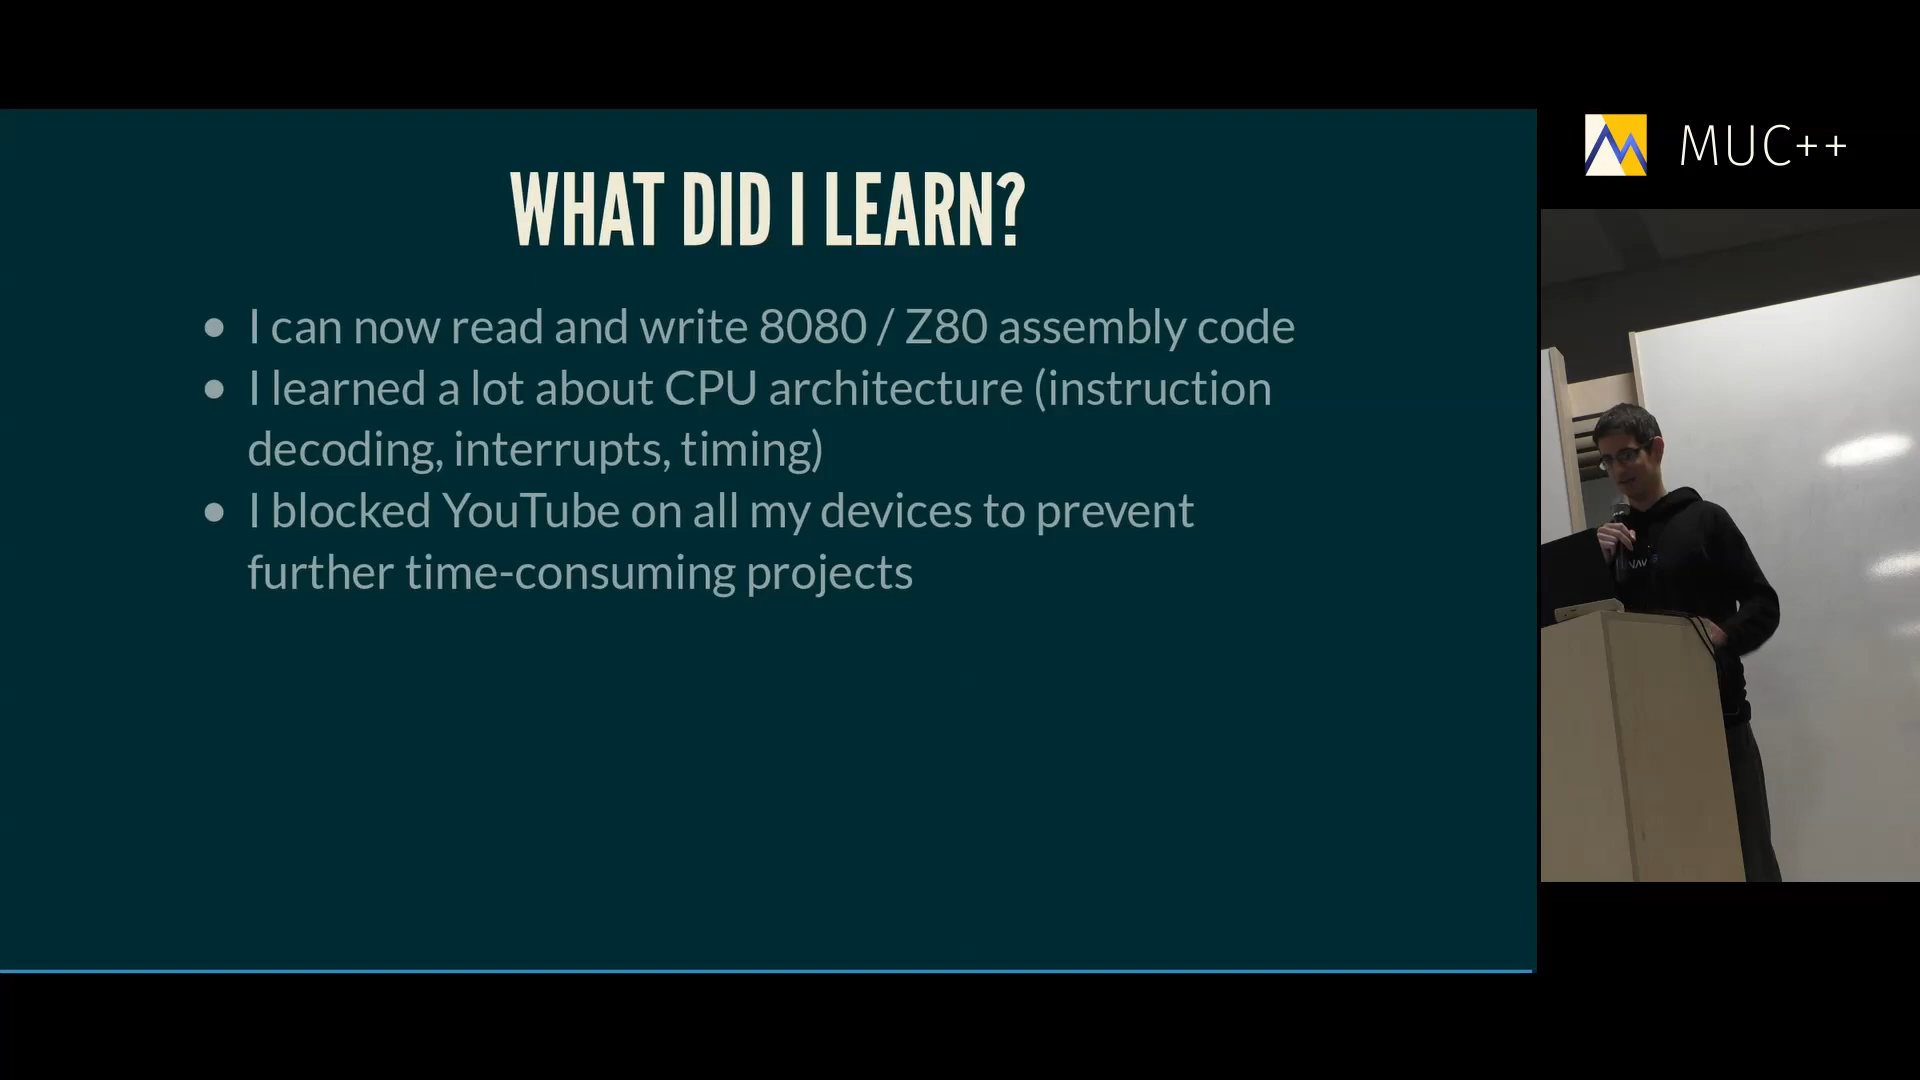 WHAT DID I LEARN?
I can now read and write 8080 / Z80 assembly code
I learned a lot about CPU architecture (instruction
decoding, interrupts, timing)
I blocked YouTube on all my devices to prevent
further time-consuming projects
MUC++